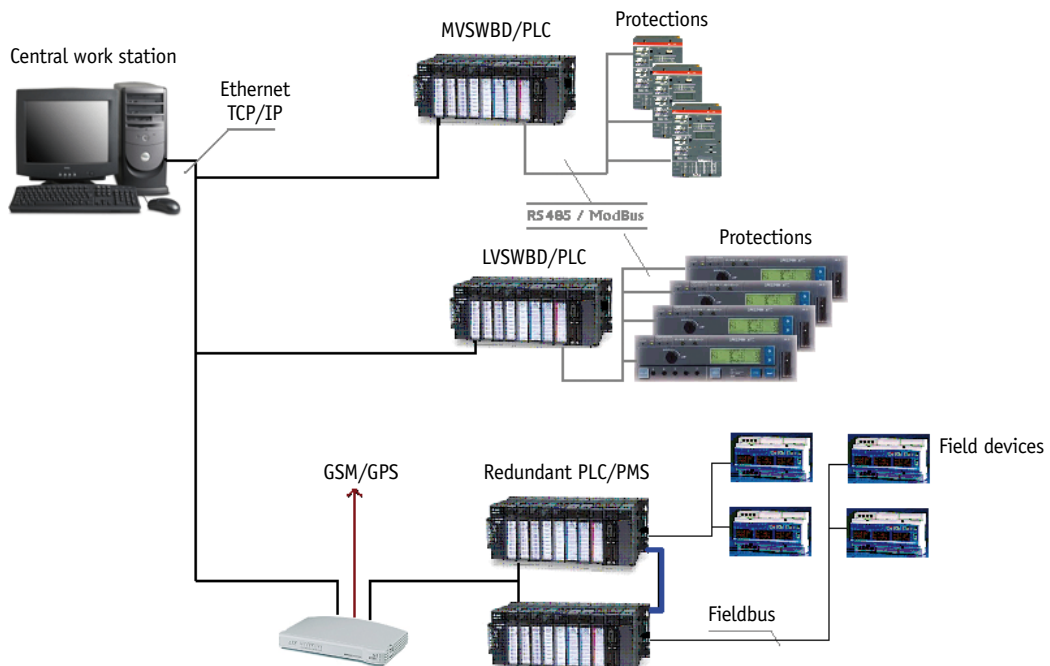 MVSWBD/PLC
Protections
Central work station
Ethernet
TCP/IP
RS485 / ModBus
Protections
LVSWBD/PLC
GSM/GPS
Redundant PLC/PMS
Field devices
Fieldbus